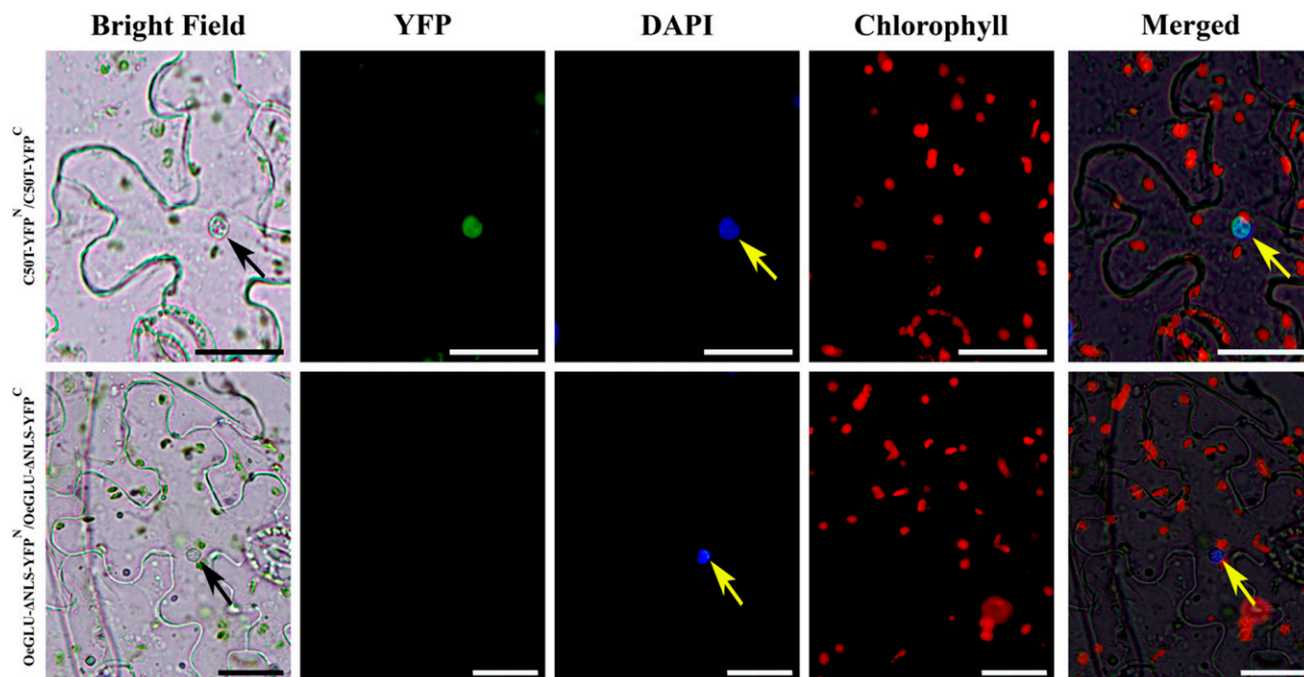 Bright Field YFP DAPI Chlorophyll Merged
C50T-YFP^N/C50T-YFP^C
OeGLU-ΔNLS-YFP^N/OeGLU-ΔNLS-YFP^C